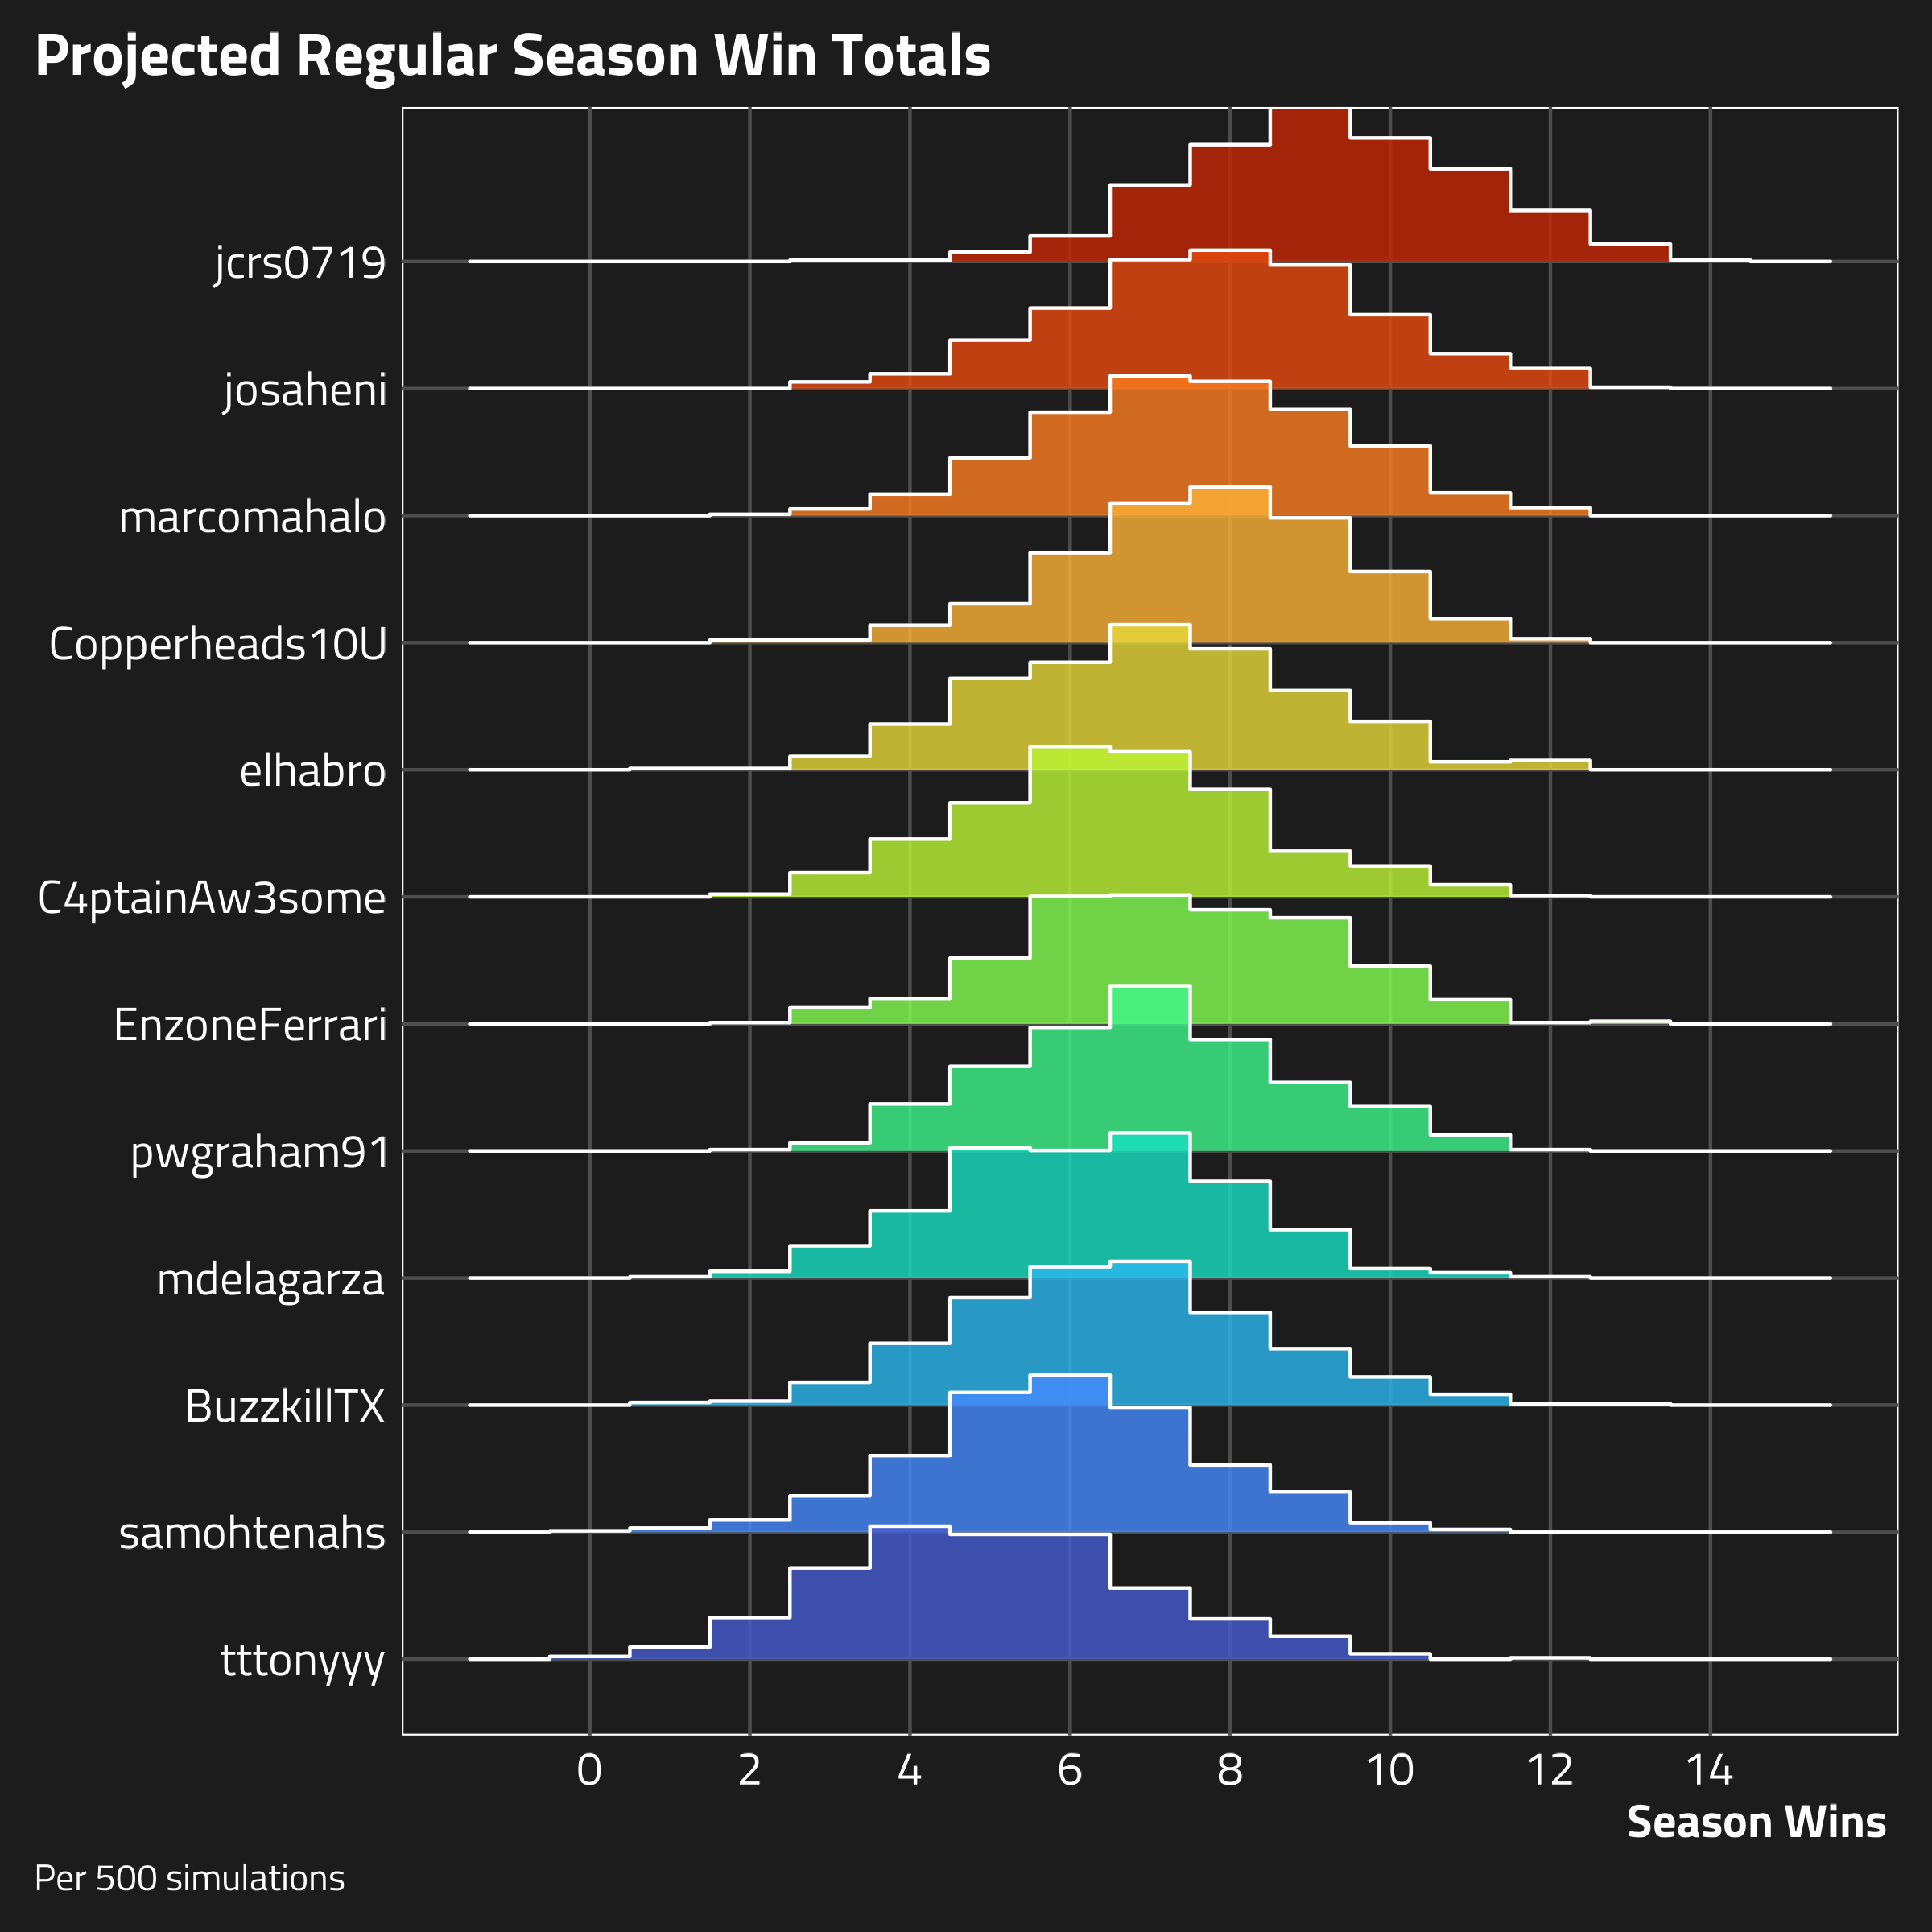 Projected Regular Season Win Totals
jcrs0719
josaheni
marcomahalo
Copperheads10U
elhabro
C4ptainAw3some
EnzoneFerrari
pwgraham91
mdelagarza
BuzzkillTX
samohtenahs
tttonyyy
0 2 4 6 8 10 12 14
Season Wins
Per 500 simulations